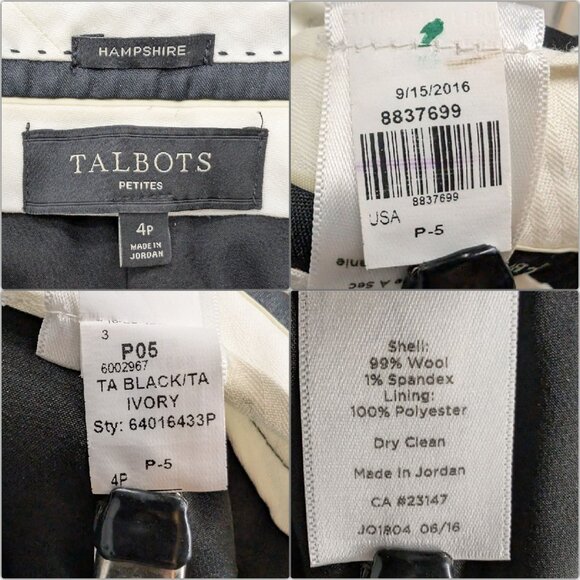 HAMPSHIRE
TALBOTS
PETITES
4P
MADE IN
JORDAN
9/15/2016
8837699
8837699
USA
P-5
3
P05
6002967
TA BLACK/TA
IVORY
Sty: 64016433P
P-5
4P
Shell:
99% Wool
1% Spandex
Lining:
100% Polyester
Dry Clean
Made In Jordan
CA #23147
JO1804 06/16